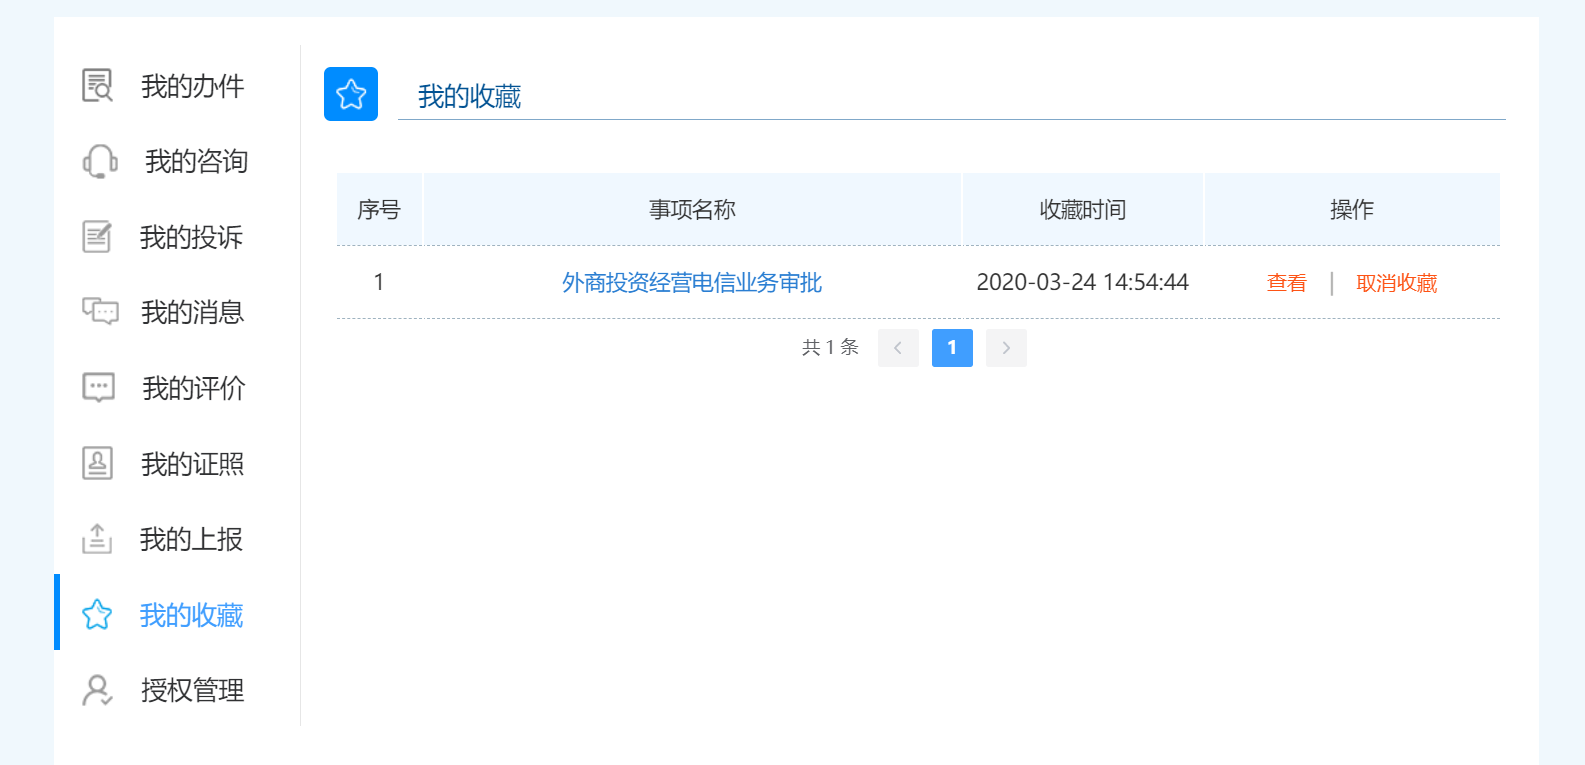 我的办件
我的咨询
我的投诉
我的消息
我的评价
我的证照
我的上报
我的收藏
授权管理
我的收藏
序号 事项名称 收藏时间 操作
1 外商投资经营电信业务审批 2020-03-24 14:54:44 查看 | 取消收藏
共 1 条 < 1 >